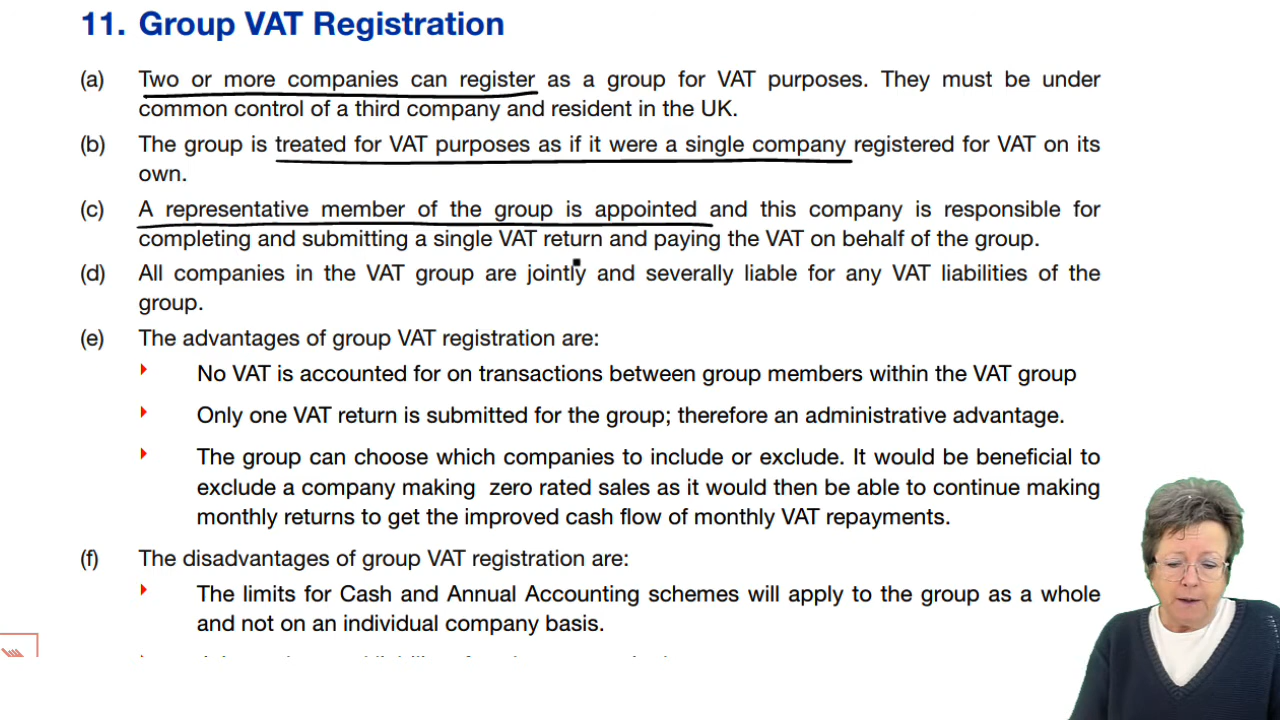 11. Group VAT Registration
(a) Two or more companies can register as a group for VAT purposes. They must be under
common control of a third company and resident in the UK.
(b) The group is treated for VAT purposes as if it were a single company registered for VAT on its
own.
(c) A representative member of the group is appointed and this company is responsible for
completing and submitting a single VAT return and paying the VAT on behalf of the group.
(d) All companies in the VAT group are jointly and severally liable for any VAT liabilities of the
group.
(e) The advantages of group VAT registration are:
No VAT is accounted for on transactions between group members within the VAT group
Only one VAT return is submitted for the group; therefore an administrative advantage.
The group can choose which companies to include or exclude. It would be beneficial to
exclude a company making zero rated sales as it would then be able to continue making
monthly returns to get the improved cash flow of monthly VAT repayments.
(f) The disadvantages of group VAT registration are:
The limits for Cash and Annual Accounting schemes will apply to the group as a whole
and not on an individual company basis.